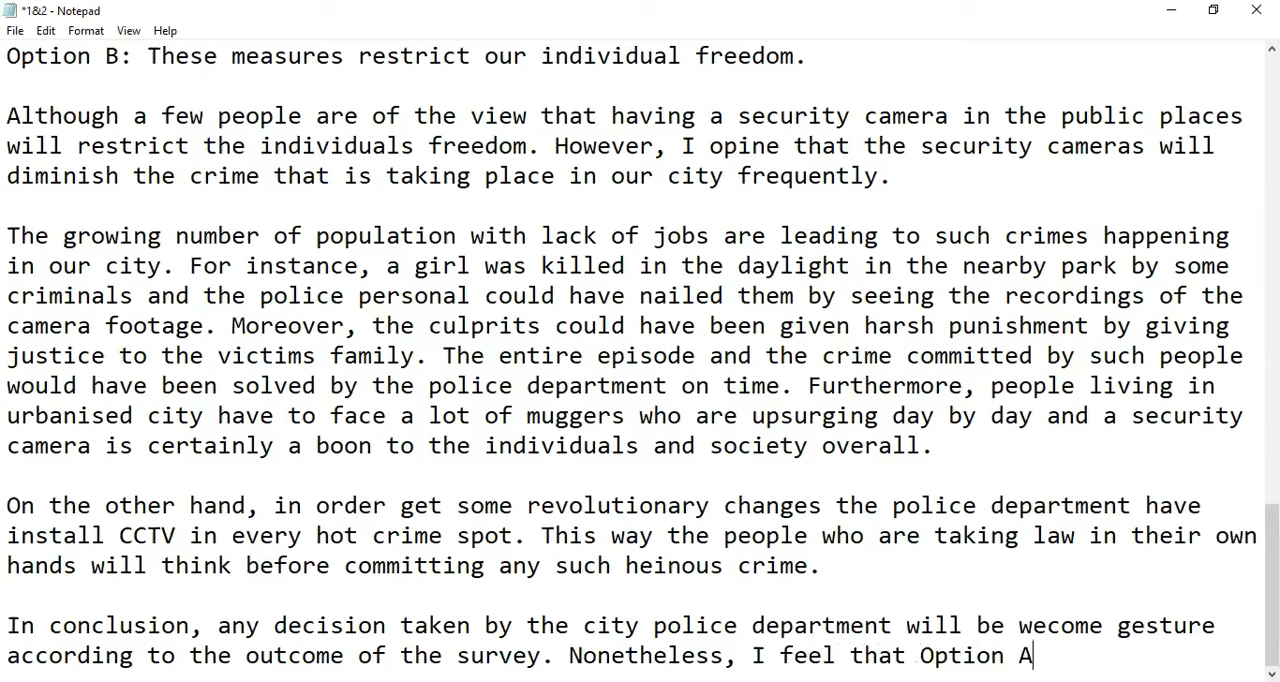 *1&2 - Notepad
File Edit Format View Help
Option B: These measures restrict our individual freedom.
Although a few people are of the view that having a security camera in the public places
will restrict the individuals freedom. However, I opine that the security cameras will
diminish the crime that is taking place in our city frequently.
The growing number of population with lack of jobs are leading to such crimes happening
in our city. For instance, a girl was killed in the daylight in the nearby park by some
criminals and the police personal could have nailed them by seeing the recordings of the
camera footage. Moreover, the culprits could have been given harsh punishment by giving
justice to the victims family. The entire episode and the crime committed by such people
would have been solved by the police department on time. Furthermore, people living in
urbanised city have to face a lot of muggers who are upsurging day by day and a security
camera is certainly a boon to the individuals and society overall.
On the other hand, in order get some revolutionary changes the police department have
install CCTV in every hot crime spot. This way the people who are taking law in their own
hands will think before committing any such heinous crime.
In conclusion, any decision taken by the city police department will be wecome gesture
according to the outcome of the survey. Nonetheless, I feel that Option A